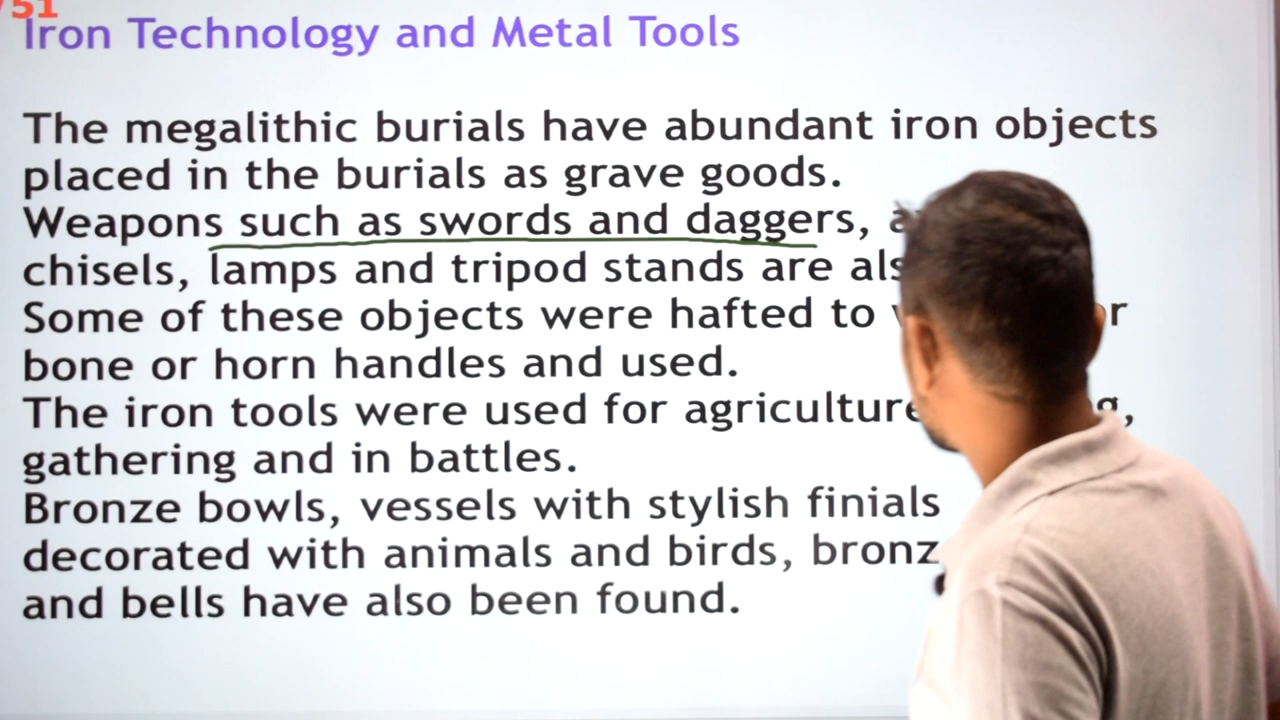 /51
Iron Technology and Metal Tools
The megalithic burials have abundant iron objects
placed in the burials as grave goods.
Weapons such as swords and daggers,
chisels, lamps and tripod stands are
Some of these objects were hafted to
bone or horn handles and used.
The iron tools were used for agriculture
gathering and in battles.
Bronze bowls, vessels with stylish finials
decorated with animals and birds,
and bells have also been found.